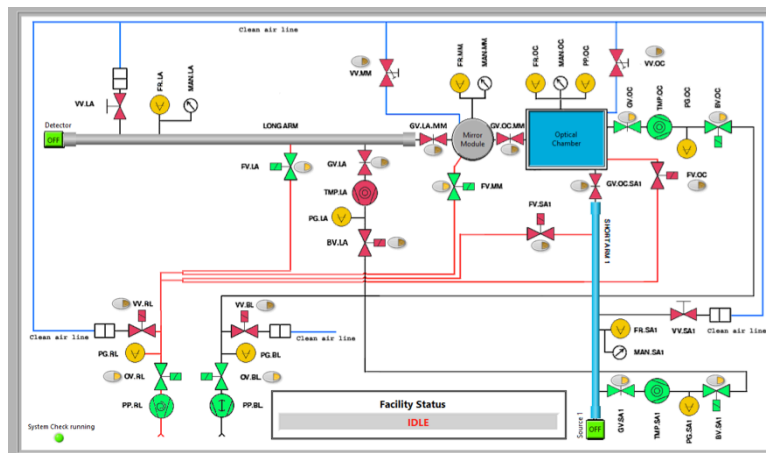 Clean air line
VV.LA
FR.LA
MAN.LA
VV.MM
FR.MM
MAN.MM
FR.OC
MAN.OC
PP.OC
VV.OC
GV.OC
TMP.OC
PG.OC
BV.OC
Detector
OFF
LONGARM
GV.LA.MM
Mirror
Module
GV.OC.MM
Optical
Chamber
FV.LA
GV.LA
TMP.LA
FV.MM
GV.OC.SA1
FV.OC
PG.LA
BV.LA
FV.SA1
SHORT ARM 1
VV.RL
VV.BL
Clean air line
Clean air line
VV.SA1
Clean air line
PG.RL
PG.BL
FR.SA1
MAN.SA1
OV.RL
OV.BL.
PP.RL
PP.BL.
Facility Status
IDLE
System Check running
Source 1
OFF
GV.SA1
TMP.SA1
PG.SA1
BV.SA1